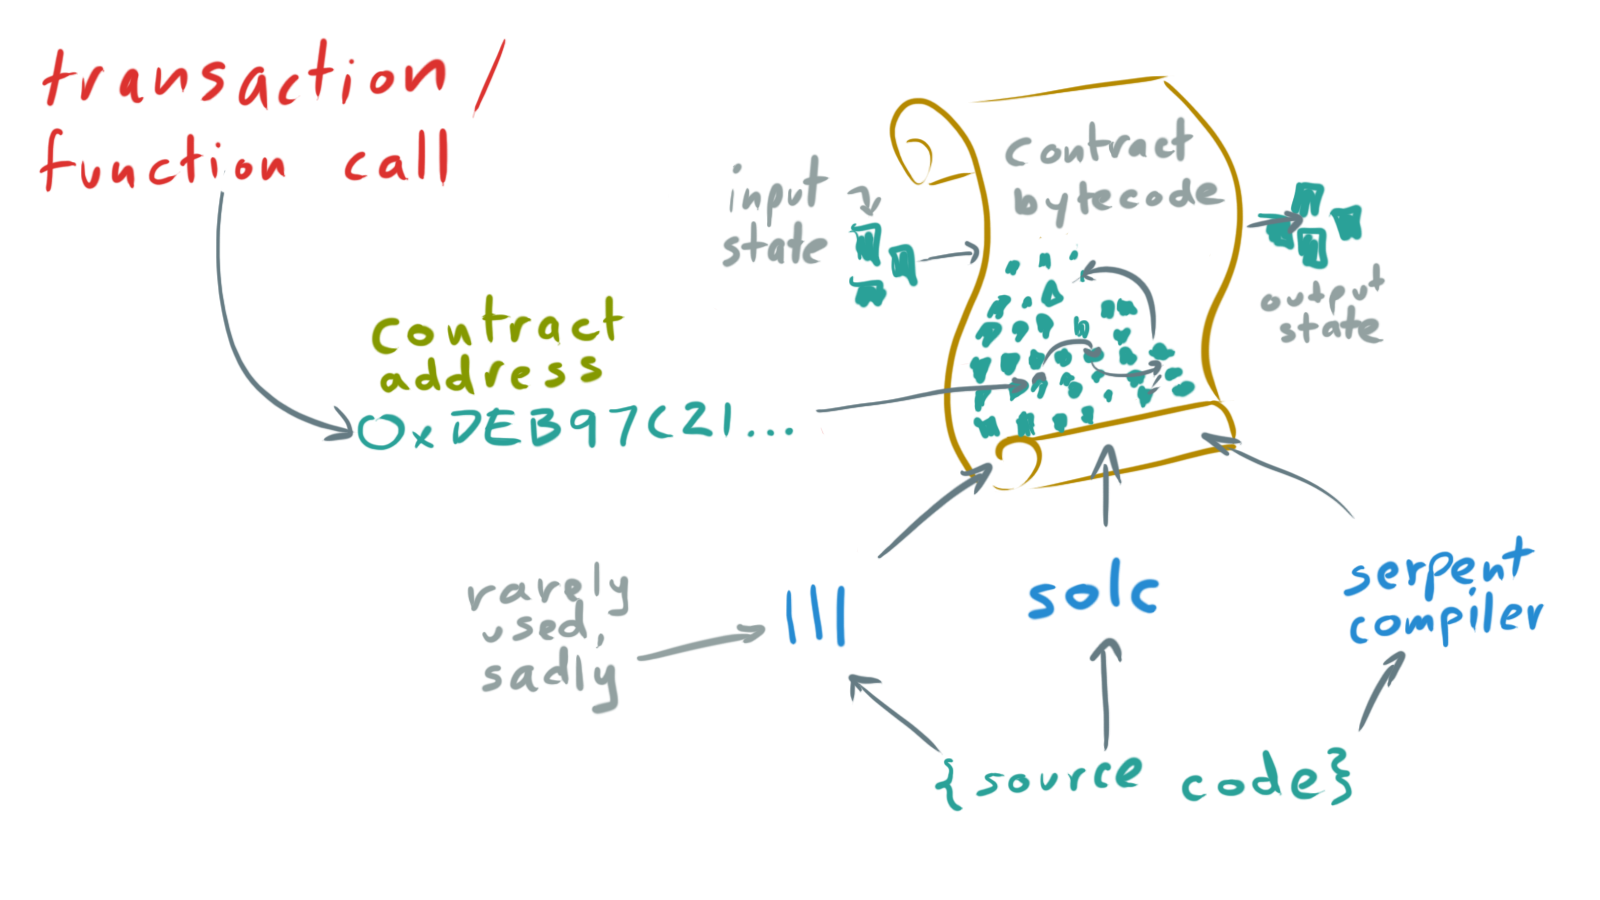 transaction/
function call
contract
bytecode
input
state
output
state
contract
address
0xDEB97C21...
rarely
used,
sadly
lll
solc
serpent
compiler
{source code}